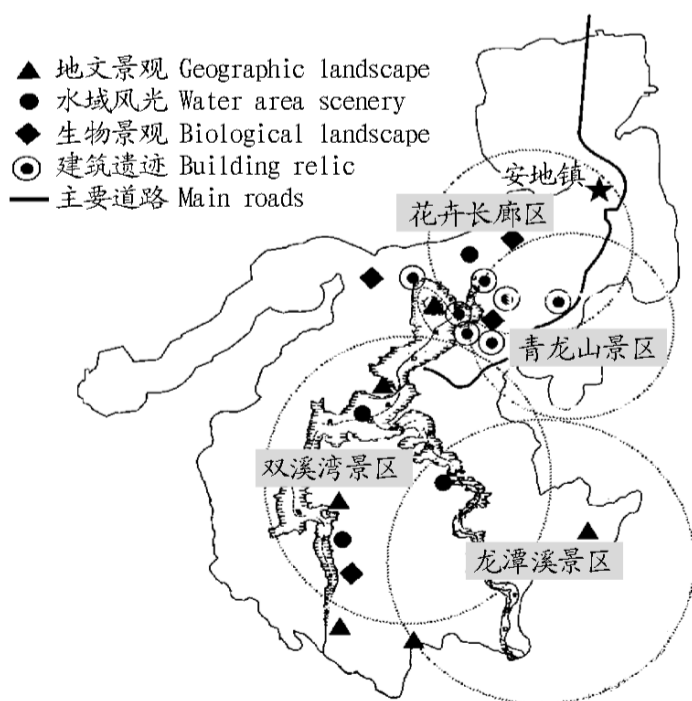 地文景观 Geographic landscape
水域风光 Water area scenery
生物景观 Biological landscape
建筑遗迹 Building relic
主要道路 Main roads
安地镇
花卉长廊区
青龙山景区
双溪湾景区
龙潭溪景区